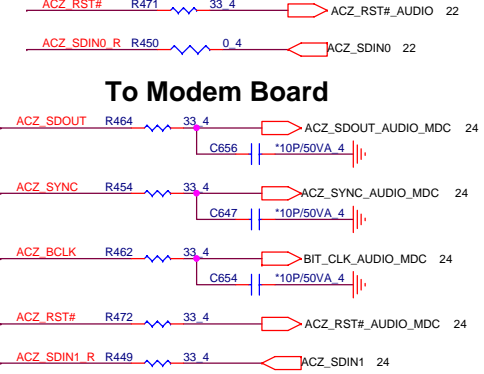 ACZ_RST# R471 33_4 ACZ_RST#_AUDIO 22
ACZ_SDIN0_R R450 0_4 ACZ_SDIN0 22
To Modem Board
ACZ_SDOUT R464 33_4 ACZ_SDOUT_AUDIO_MDC 24
C656 *10P/50VA_4
ACZ_SYNC R454 33_4 ACZ_SYNC_AUDIO_MDC 24
C647 *10P/50VA_4
ACZ_BCLK R462 33_4 BIT_CLK_AUDIO_MDC 24
C654 *10P/50VA_4
ACZ_RST# R472 33_4 ACZ_RST#_AUDIO_MDC 24
ACZ_SDIN1_R R449 33_4 ACZ_SDIN1 24